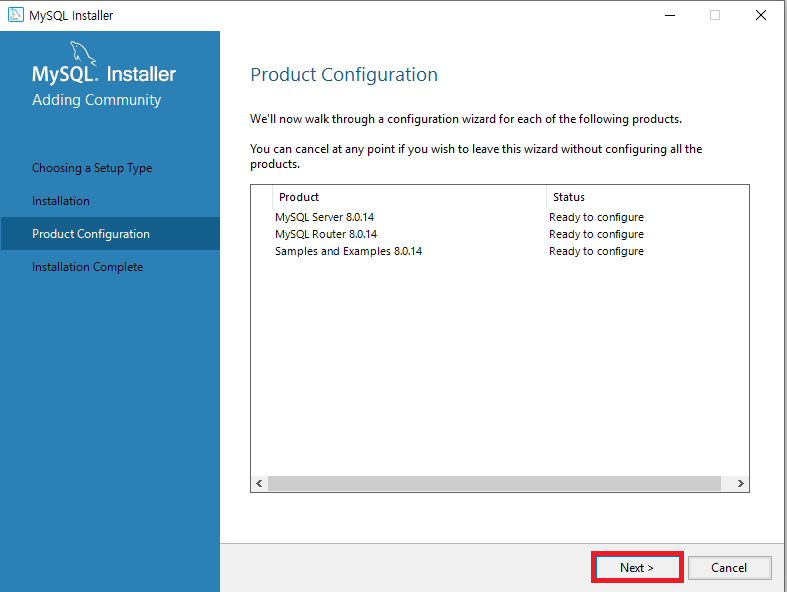 MySQL Installer
MySQL. Installer
Adding Community
Choosing a Setup Type
Installation
Product Configuration
Installation Complete
Product Configuration
We'll now walk through a configuration wizard for each of the following products.
You can cancel at any point if you wish to leave this wizard without configuring all the
products.
Product Status
MySQL Server 8.0.14 Ready to configure
MySQL Router 8.0.14 Ready to configure
Samples and Examples 8.0.14 Ready to configure
Next > Cancel